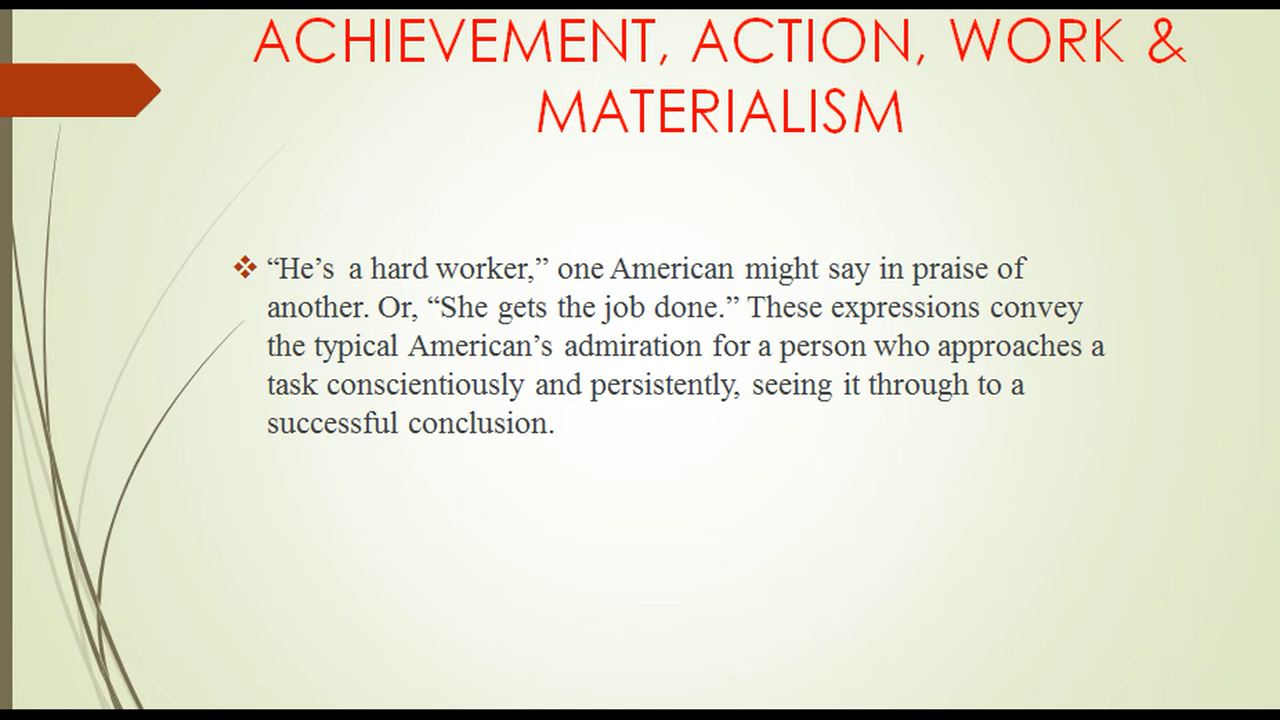 ACHIEVEMENT, ACTION, WORK &
MATERIALISM
“He’s a hard worker,” one American might say in praise of
another. Or, “She gets the job done.” These expressions convey
the typical American’s admiration for a person who approaches a
task conscientiously and persistently, seeing it through to a
successful conclusion.